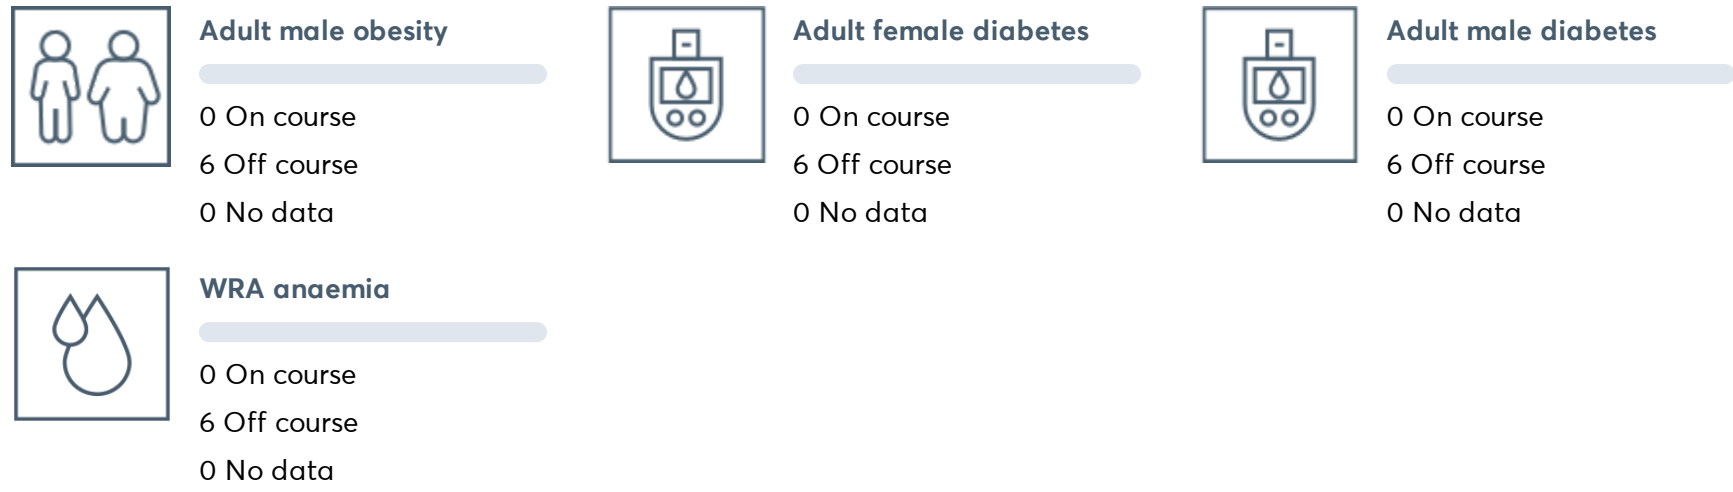 Adult male obesity
0 On course
6 Off course
0 No data
Adult female diabetes
0 On course
6 Off course
0 No data
Adult male diabetes
0 On course
6 Off course
0 No data
WRA anaemia
0 On course
6 Off course
0 No data